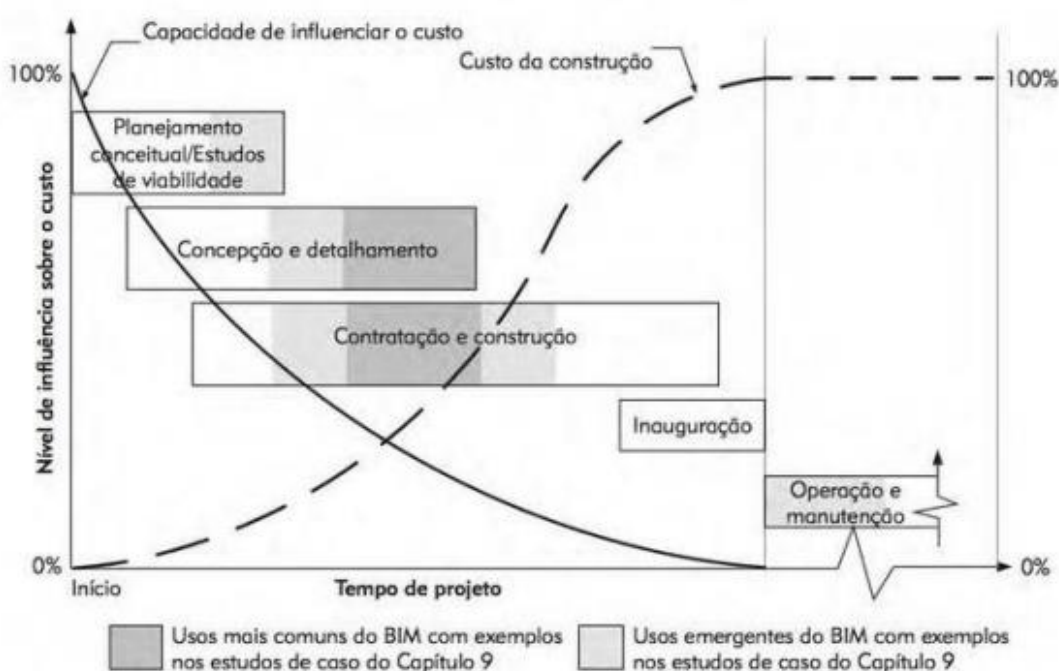 Capacidade de influenciar o custo
Custo da construção
100%
100%
Planejamento
conceitual/Estudos
de viabilidade
Concepção e detalhamento
Contratação e construção
Inauguração
Operação e
manutenção
Nível de influência sobre o custo
0%
0%
Início
Tempo de projeto
Usos mais comuns do BIM com exemplos
nos estudos de caso do Capítulo 9
Usos emergentes do BIM com exemplos
nos estudos de caso do Capítulo 9